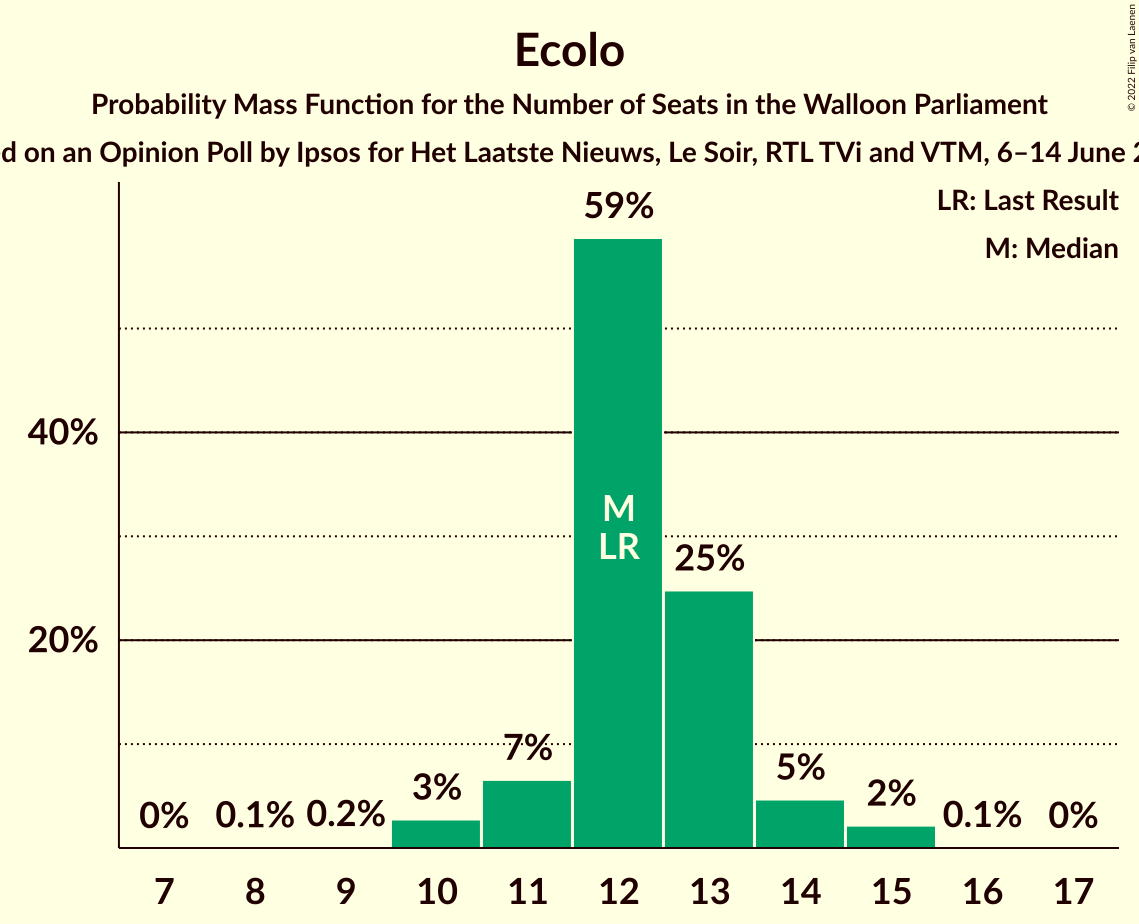 Ecolo
Probability Mass Function for the Number of Seats in the Walloon Parliament
d on an Opinion Poll by Ipsos for Het Laatste Nieuws, Le Soir, RTL TVi and VTM, 6–14 June 2
© 2022 Filip van Laenen
LR: Last Result
M: Median
59%
40%
M
LR
25%
20%
7%
5%
3%
2%
0%
0.1%
0.2%
0.1%
0%
7 8 9 10 11 12 13 14 15 16 17